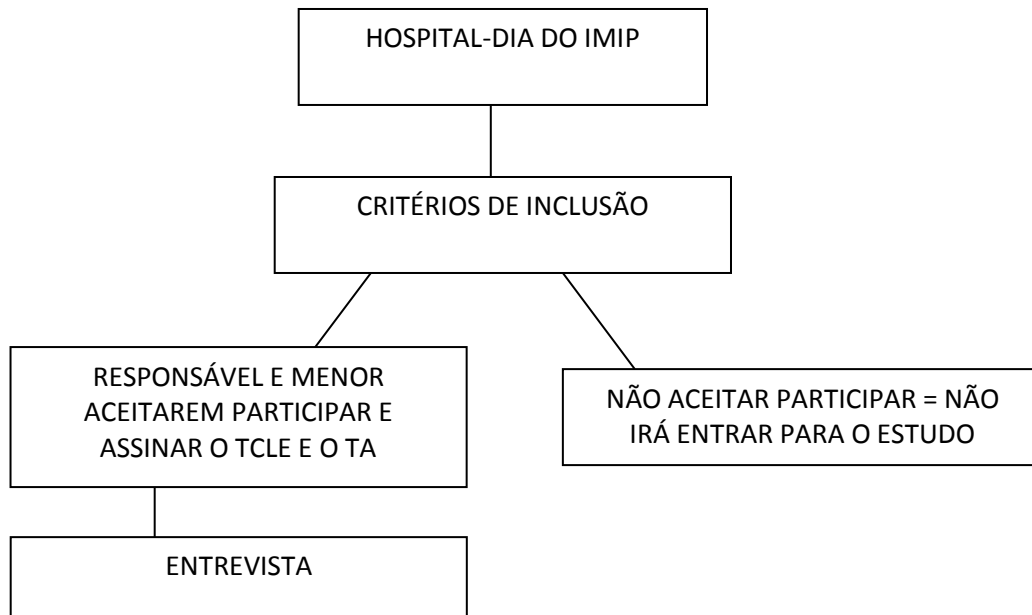 HOSPITAL-DIA DO IMIP
CRITÉRIOS DE INCLUSÃO
RESPONSÁVEL E MENOR
ACEITAREM PARTICIPAR E
ASSINAR O TCLE E O TA
NÃO ACEITAR PARTICIPAR = NÃO
IRÁ ENTRAR PARA O ESTUDO
ENTREVISTA